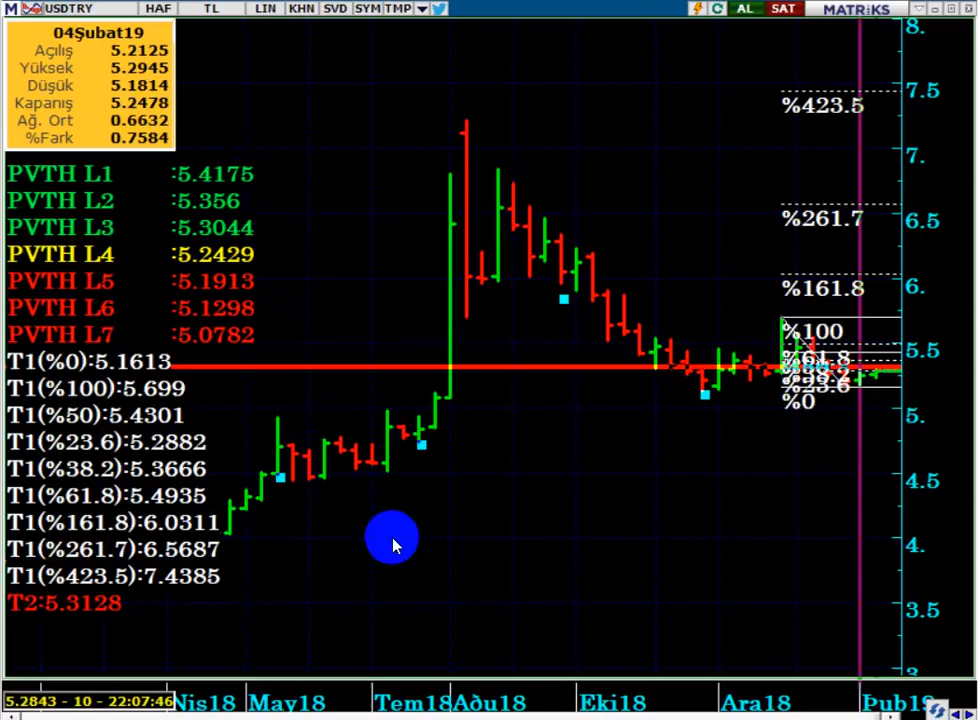 M USDTRY HAF TL LIN KHN SVD SYM TMP AL SAT MATRiKS
04Şubat19
Açılış 5.2125
Yüksek 5.2945
Düşük 5.1814
Kapanış 5.2478
Ağ. Ort 0.6632
%Fark 0.7584
PVTH L1 :5.4175
PVTH L2 :5.356
PVTH L3 :5.3044
PVTH L4 :5.2429
PVTH L5 :5.1913
PVTH L6 :5.1298
PVTH L7 :5.0782
T1(%0):5.1613
T1(%100):5.699
T1(%50):5.4301
T1(%23.6):5.2882
T1(%38.2):5.3666
T1(%61.8):5.4935
T1(%161.8):6.0311
T1(%261.7):6.5687
T1(%423.5):7.4385
T2:5.3128
%423.5
%261.7
%161.8
%100
%61.8
%38.2
%23.6
%0
8.
7.5
7.
6.5
6.
5.5
5.
4.5
4.
3.5
3.
5.2843 - 10 - 22:07:46
Nis18 May18 Tem18 Aðu18 Eki18 Ara18 Þub19